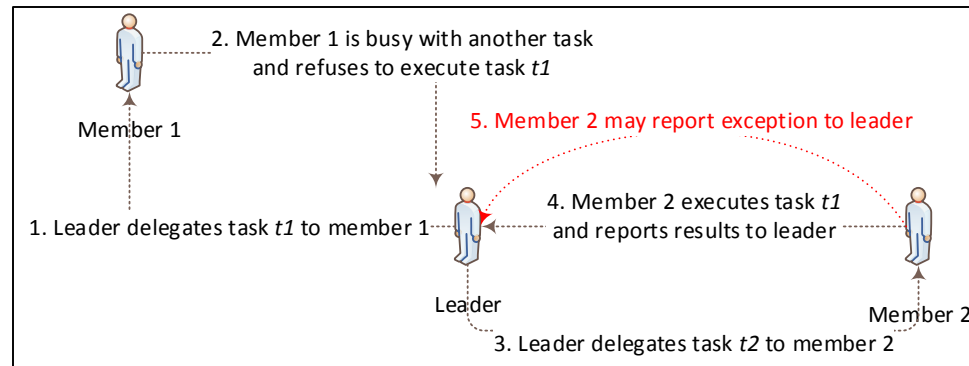 2. Member 1 is busy with another task
and refuses to execute task t1
Member 1
5. Member 2 may report exception to leader
1. Leader delegates task t1 to member 1
4. Member 2 executes task t1
and reports results to leader
Leader
Member 2
3. Leader delegates task t2 to member 2